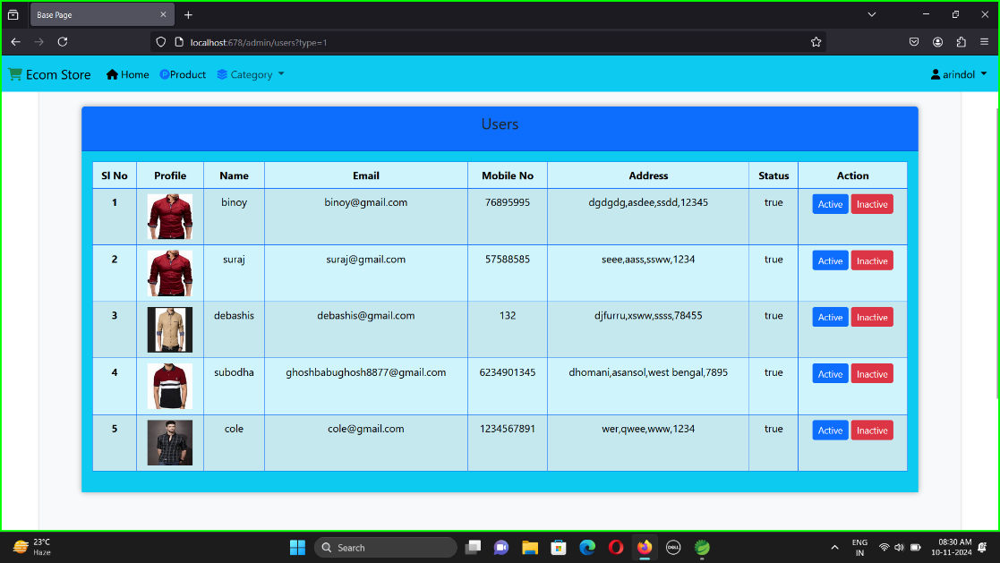 Base Page
localhost:678/admin/users?type=1
Ecom Store Home Product Category arindol
Users
Sl No Profile Name Email Mobile No Address Status Action
1 binoy binoy@gmail.com 76895995 dgdgdg,asdee,ssdd,12345 true Active Inactive
2 suraj suraj@gmail.com 57588585 seee,aass,ssww,1234 true Active Inactive
3 debashis debashis@gmail.com 132 djfurru,xsww,ssss,78455 true Active Inactive
4 subodha ghoshbabughosh8877@gmail.com 6234901345 dhomani,asansol,west bengal,7895 true Active Inactive
5 cole cole@gmail.com 1234567891 wer,qwee,www,1234 true Active Inactive
23°C
Haze
Search
DELL
ENG
IN
08:30 AM
10-11-2024